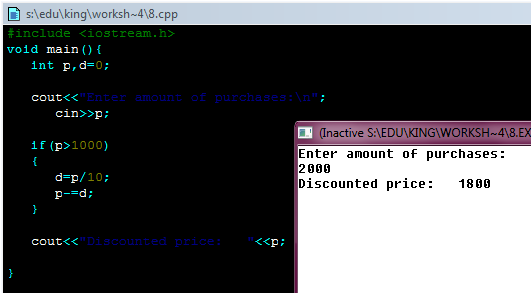 s:\edu\king\worksh~4\8.cpp
#include <iostream.h>
void main(){
int p,d=0;
cout<<"Enter amount of purchases:\n";
cin>>p;
if(p>1000)
{
d=p/10;
p-=d;
}
cout<<"Discounted price:   "<<p;
}
(Inactive S:\EDU\KING\WORKSH~4\8.EX
Enter amount of purchases:
2000
Discounted price:   1800